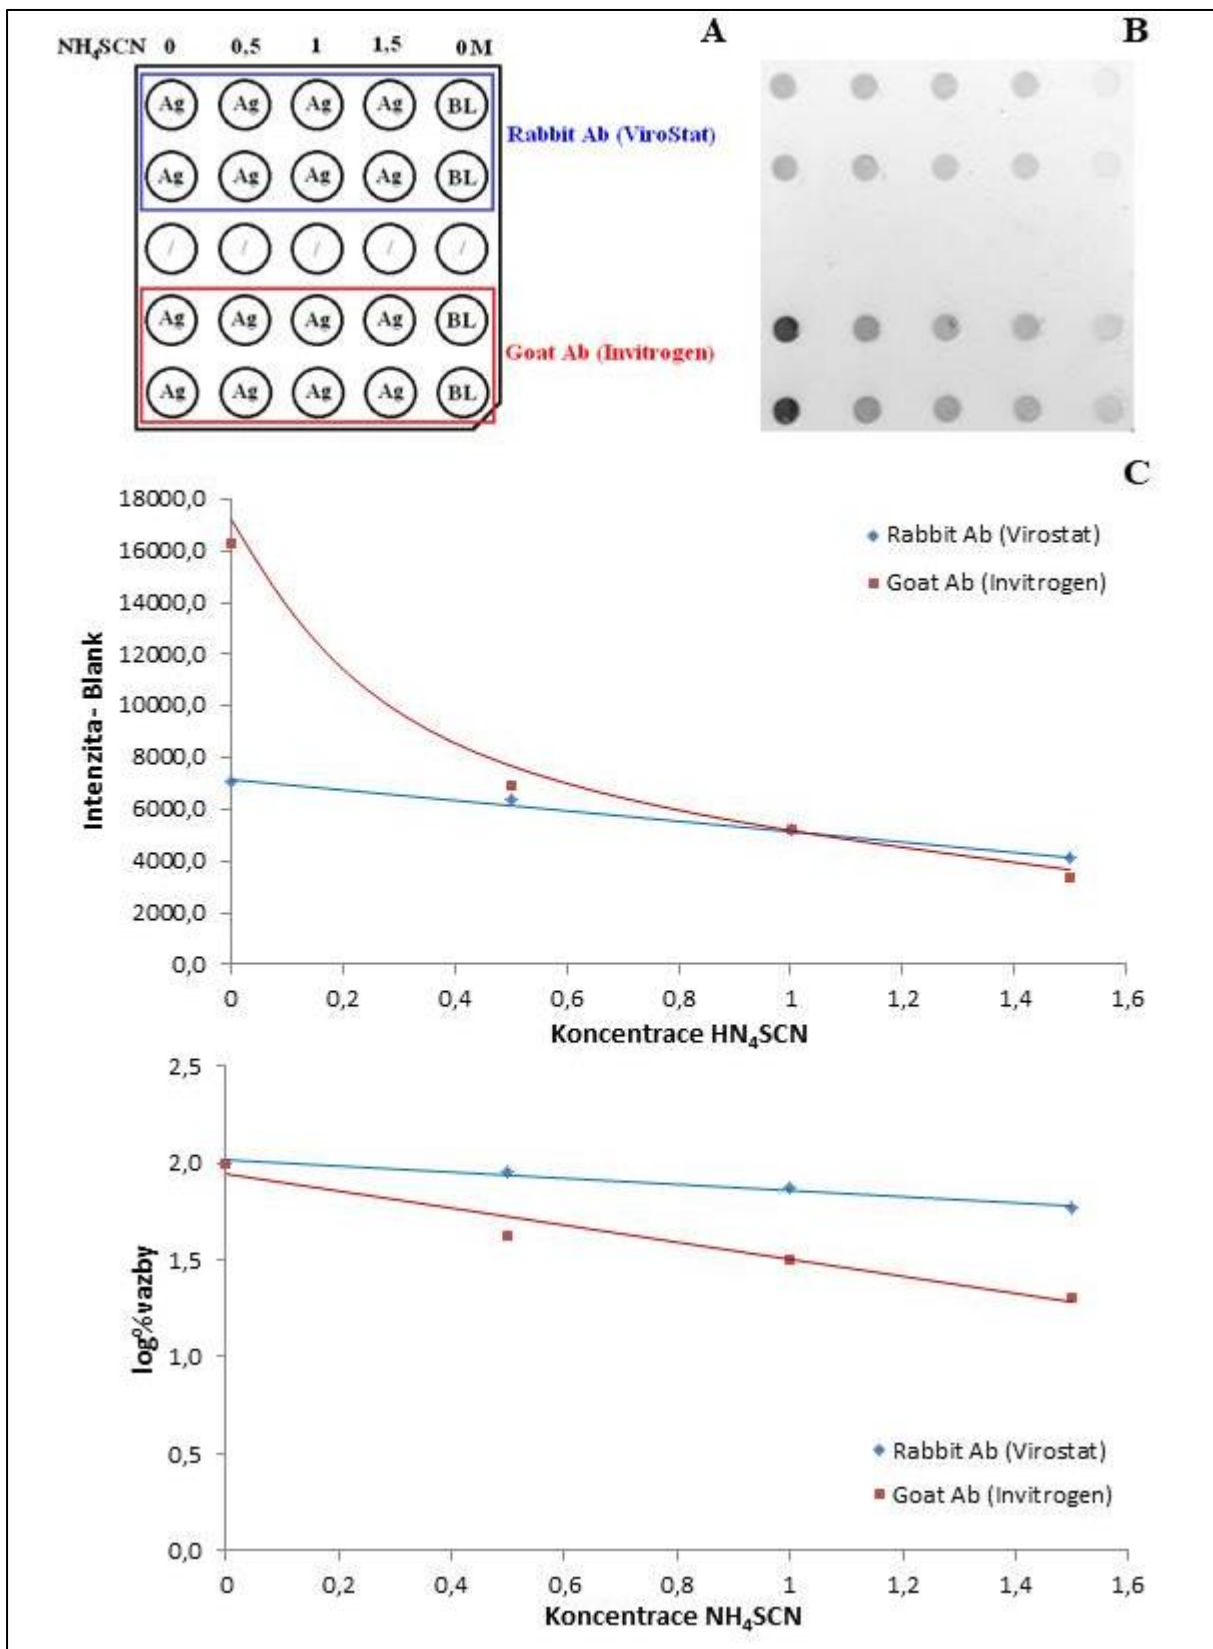 NH₄SCN 0 0,5 1 1,5 0M
A
B
Ag Ag Ag Ag BL
Rabbit Ab (ViroStat)
Ag Ag Ag Ag BL
/ / / / /
Ag Ag Ag Ag BL
Goat Ab (Invitrogen)
Ag Ag Ag Ag BL
C
18000,0
16000,0
14000,0
12000,0
10000,0
8000,0
6000,0
4000,0
2000,0
0,0
Intenzita- Blank
Rabbit Ab (Virostat)
Goat Ab (Invitrogen)
0 0,2 0,4 0,6 0,8 1 1,2 1,4 1,6
Koncentrace HN₄SCN
2,5
2,0
1,5
1,0
0,5
0,0
log%vazby
Rabbit Ab (Virostat)
Goat Ab (Invitrogen)
0 0,2 0,4 0,6 0,8 1 1,2 1,4 1,6
Koncentrace NH₄SCN